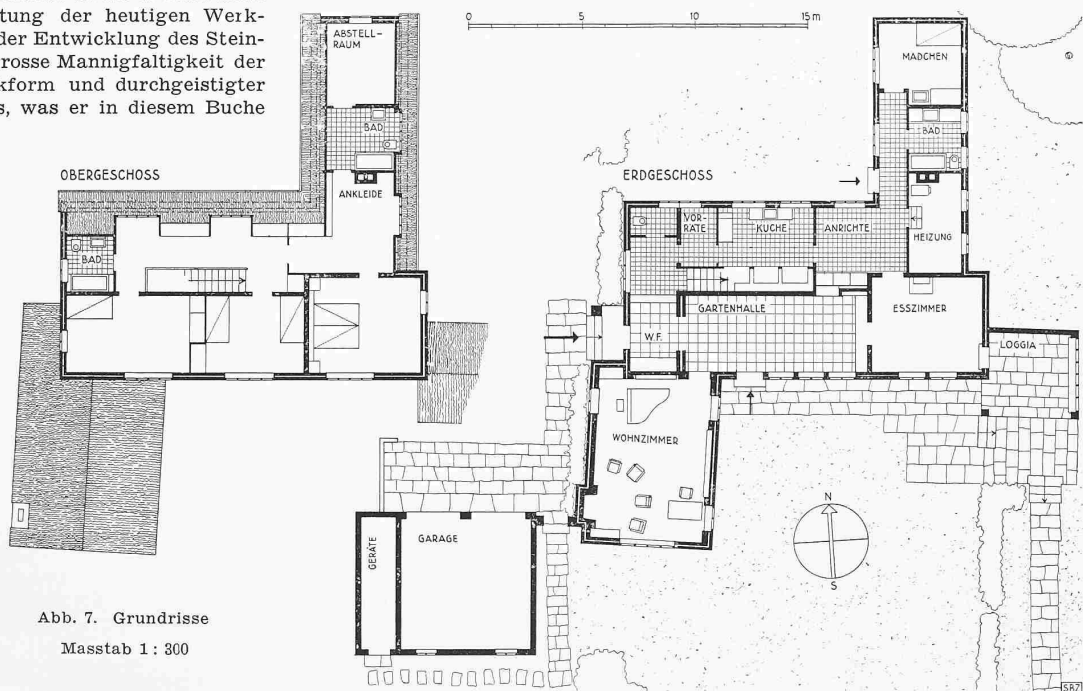 tung der heutigen Werk-
der Entwicklung des Stein-
rosse Mannigfaltigkeit der
kform und durchgeistigter
s, was er in diesem Buche
0 5 10 15 m
ABSTELL-
RAUM
BAD
ANKLEIDE
OBERGESCHOSS
BAD
ERDGESCHOSS
MÄDCHEN
BAD
VOR-
RÄTE
KÜCHE
ANRICHTE
HEIZUNG
W.F.
GARTENHALLE
ESSZIMMER
LOGGIA
WOHNZIMMER
N
S
GERÄTE
GARAGE
Abb. 7. Grundrisse
Masstab 1 : 300
SBZ